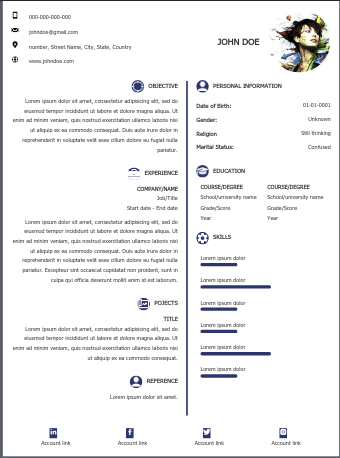 000-000-000-000
johndoe@gmail.com
number, Street Name, City, State, Country
www.johndoe.com
JOHN DOE
OBJECTIVE
Lorem ipsum dolor sit amet, consectetur adipisicing elit, sed do
eiusmod tempor incididunt ut labore et dolore magna aliqua. Ut
enim ad minim veniam, quis nostrud exercitation ullamco laboris nisi
ut aliquip ex ea commodo consequat. Duis aute irure dolor in
reprehenderit in voluptate velit esse cillum dolore eu fugiat nulla
pariatur.
EXPERIENCE
COMPANY/NAME
Job/Title
Start date - End date
Lorem ipsum dolor sit amet, consectetur adipisicing elit, sed do
eiusmod tempor incididunt ut labore et dolore magna aliqua. Ut
enim ad minim veniam, quis nostrud exercitation ullamco laboris nisi
ut aliquip ex ea commodo consequat. Duis aute irure dolor in
reprehenderit in voluptate velit esse cillum dolore eu fugiat nulla
pariatur. Excepteur sint occaecat cupidatat non proident, sunt in
culpa qui officia deserunt mollit anim id est laborum.
POJECTS
TITLE
Lorem ipsum dolor sit amet, consectetur adipisicing elit, sed do
eiusmod tempor incididunt ut labore et dolore magna aliqua. Ut
enim ad minim veniam, quis nostrud exercitation ullamco laboris nisi
ut aliquip ex ea commodo consequat.
REFERENCE
Lorem ipsum dolor sit amet.
PERSONAL INFORMATION
Date of Birth: 01-01-0001
Gender: Unknown
Religion Still thinking
Marital Status: Confused
EDUCATION
COURSE/DEGREE COURSE/DEGREE
School/university name School/university name
Grade/Score Grade/Score
Year Year
SKILLS
Lorem ipsum dolor
Lorem ipsum dolor
Lorem ipsum dolor
Lorem ipsum dolor
Lorem ipsum dolor
Lorem ipsum dolor
Account link Account link Account link Account link